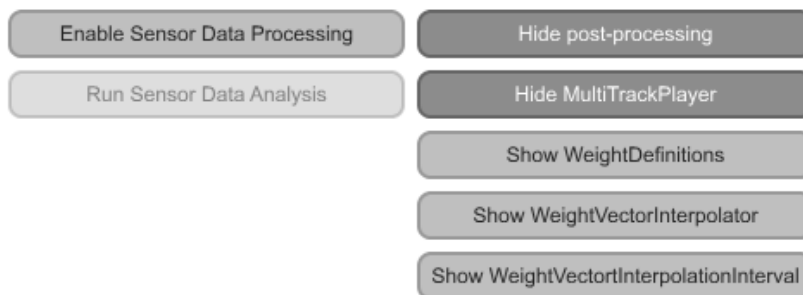 Enable Sensor Data Processing
Run Sensor Data Analysis
Hide post-processing
Hide MultiTrackPlayer
Show WeightDefinitions
Show WeightVectorInterpolator
Show WeightVectortInterpolationInterval